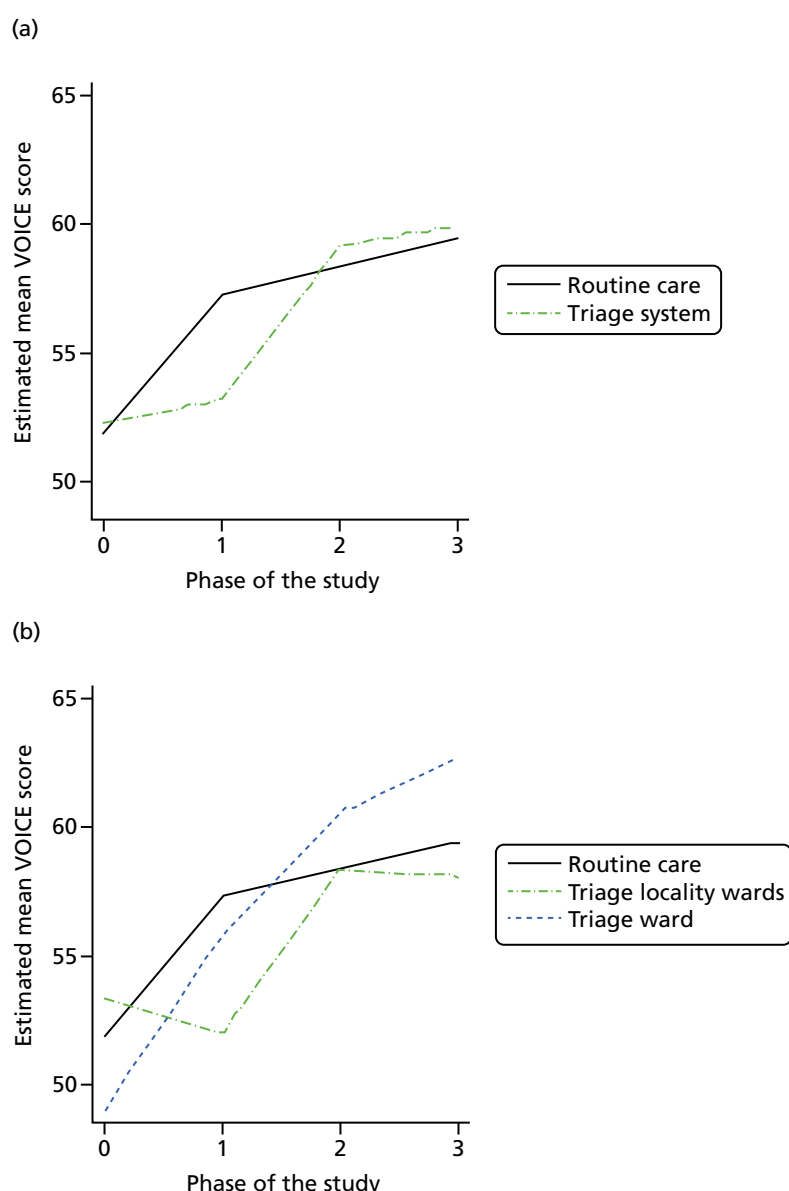 (a)
65
60
55
50
Estimated mean VOICE score
0 1 2 3
Phase of the study
Routine care
Triage system
(b)
65
60
55
50
Estimated mean VOICE score
0 1 2 3
Phase of the study
Routine care
Triage locality wards
Triage ward